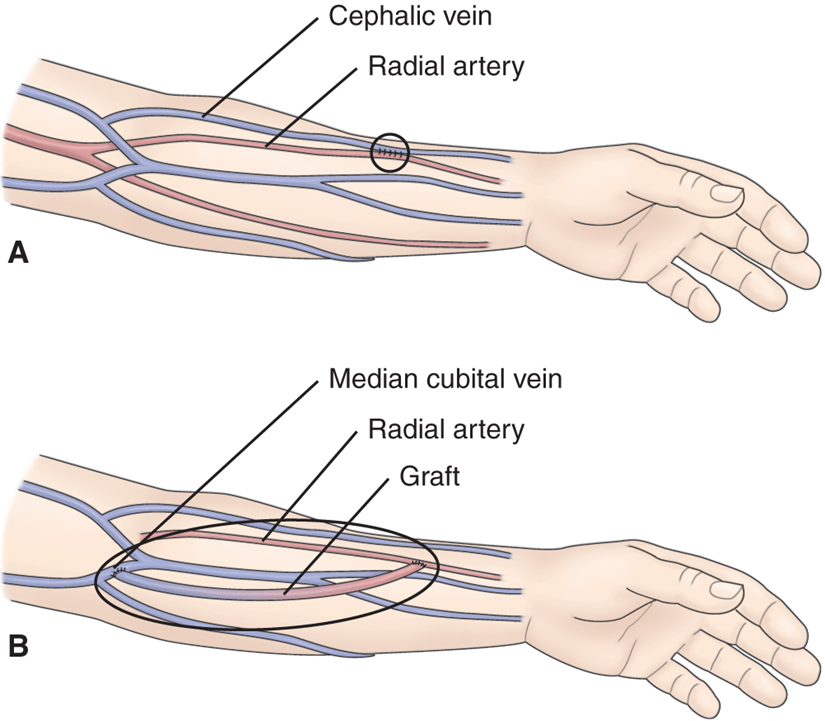 Cephalic vein
Radial artery
A
Median cubital vein
Radial artery
Graft
B